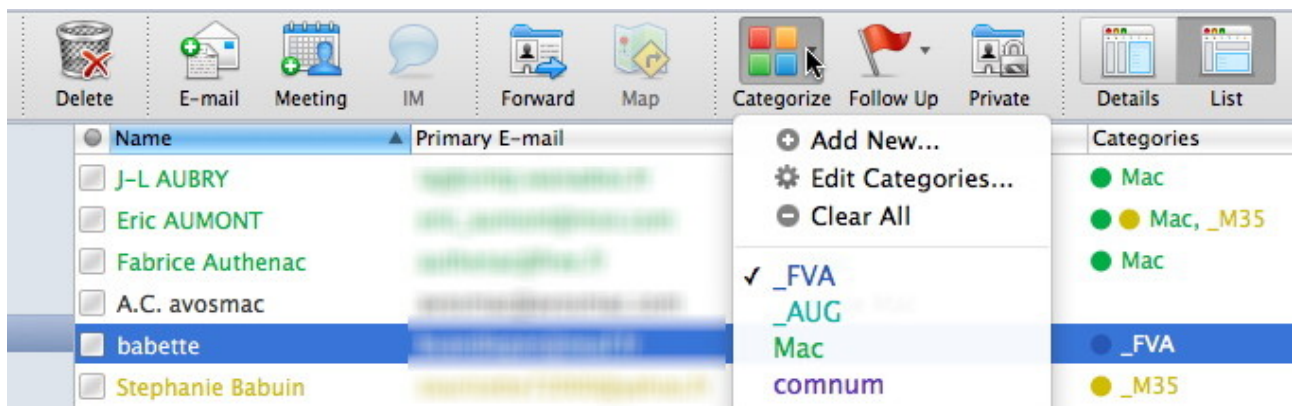 Delete E-mail Meeting IM Forward Map Categorize Follow Up Private Details List
Name Primary E-mail Categories
Add New...
Edit Categories...
Clear All
✓ _FVA
_AUG
Mac
comnum
J-L AUBRY Mac
Eric AUMONT Mac, _M35
Fabrice Authenac Mac
A.C. avosmac
babette _FVA
Stephanie Babuin _M35